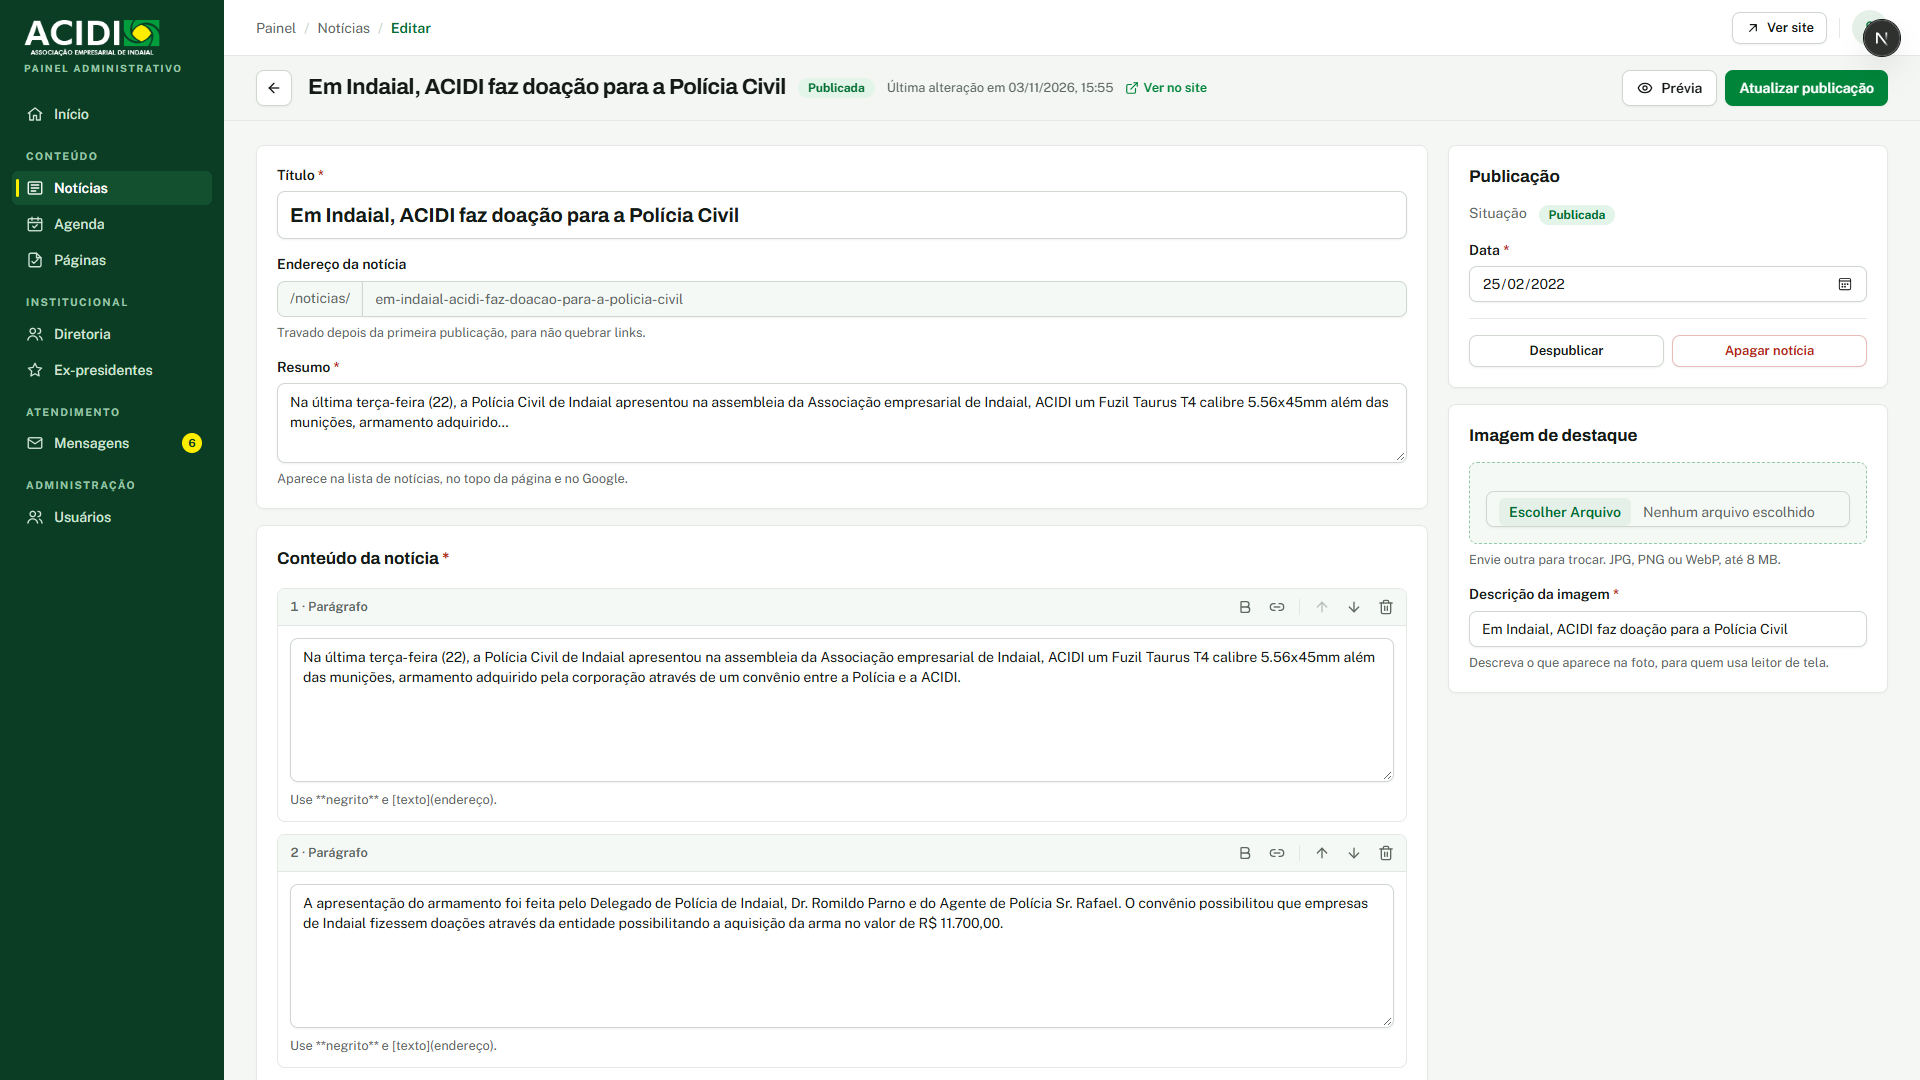 ACIDI
ASSOCIAÇÃO EMPRESARIAL DE INDAIAL
PAINEL ADMINISTRATIVO
Início
CONTEÚDO
Notícias
Agenda
Páginas
INSTITUCIONAL
Diretoria
Ex-presidentes
ATENDIMENTO
Mensagens 6
ADMINISTRAÇÃO
Usuários
Painel / Notícias / Editar
Ver site
N
Em Indaial, ACIDI faz doação para a Polícia Civil Publicada Última alteração em 03/11/2026, 15:55 Ver no site
Prévia
Atualizar publicação
Título *
Em Indaial, ACIDI faz doação para a Polícia Civil
Endereço da notícia
/noticias/ em-indaial-acidi-faz-doacao-para-a-policia-civil
Travado depois da primeira publicação, para não quebrar links.
Resumo *
Na última terça-feira (22), a Polícia Civil de Indaial apresentou na assembleia da Associação empresarial de Indaial, ACIDI um Fuzil Taurus T4 calibre 5.56x45mm além das
munições, armamento adquirido...
Aparece na lista de notícias, no topo da página e no Google.
Conteúdo da notícia *
1 · Parágrafo
B
Na última terça-feira (22), a Polícia Civil de Indaial apresentou na assembleia da Associação empresarial de Indaial, ACIDI um Fuzil Taurus T4 calibre 5.56x45mm além
das munições, armamento adquirido pela corporação através de um convênio entre a Polícia e a ACIDI.
Use **negrito** e [texto](endereço).
2 · Parágrafo
B
A apresentação do armamento foi feita pelo Delegado de Polícia de Indaial, Dr. Romildo Parno e do Agente de Polícia Sr. Rafael. O convênio possibilitou que empresas
de Indaial fizessem doações através da entidade possibilitando a aquisição da arma no valor de R$ 11.700,00.
Use **negrito** e [texto](endereço).
Publicação
Situação Publicada
Data *
25/02/2022
Despublicar
Apagar notícia
Imagem de destaque
Escolher Arquivo Nenhum arquivo escolhido
Envie outra para trocar. JPG, PNG ou WebP, até 8 MB.
Descrição da imagem *
Em Indaial, ACIDI faz doação para a Polícia Civil
Descreva o que aparece na foto, para quem usa leitor de tela.